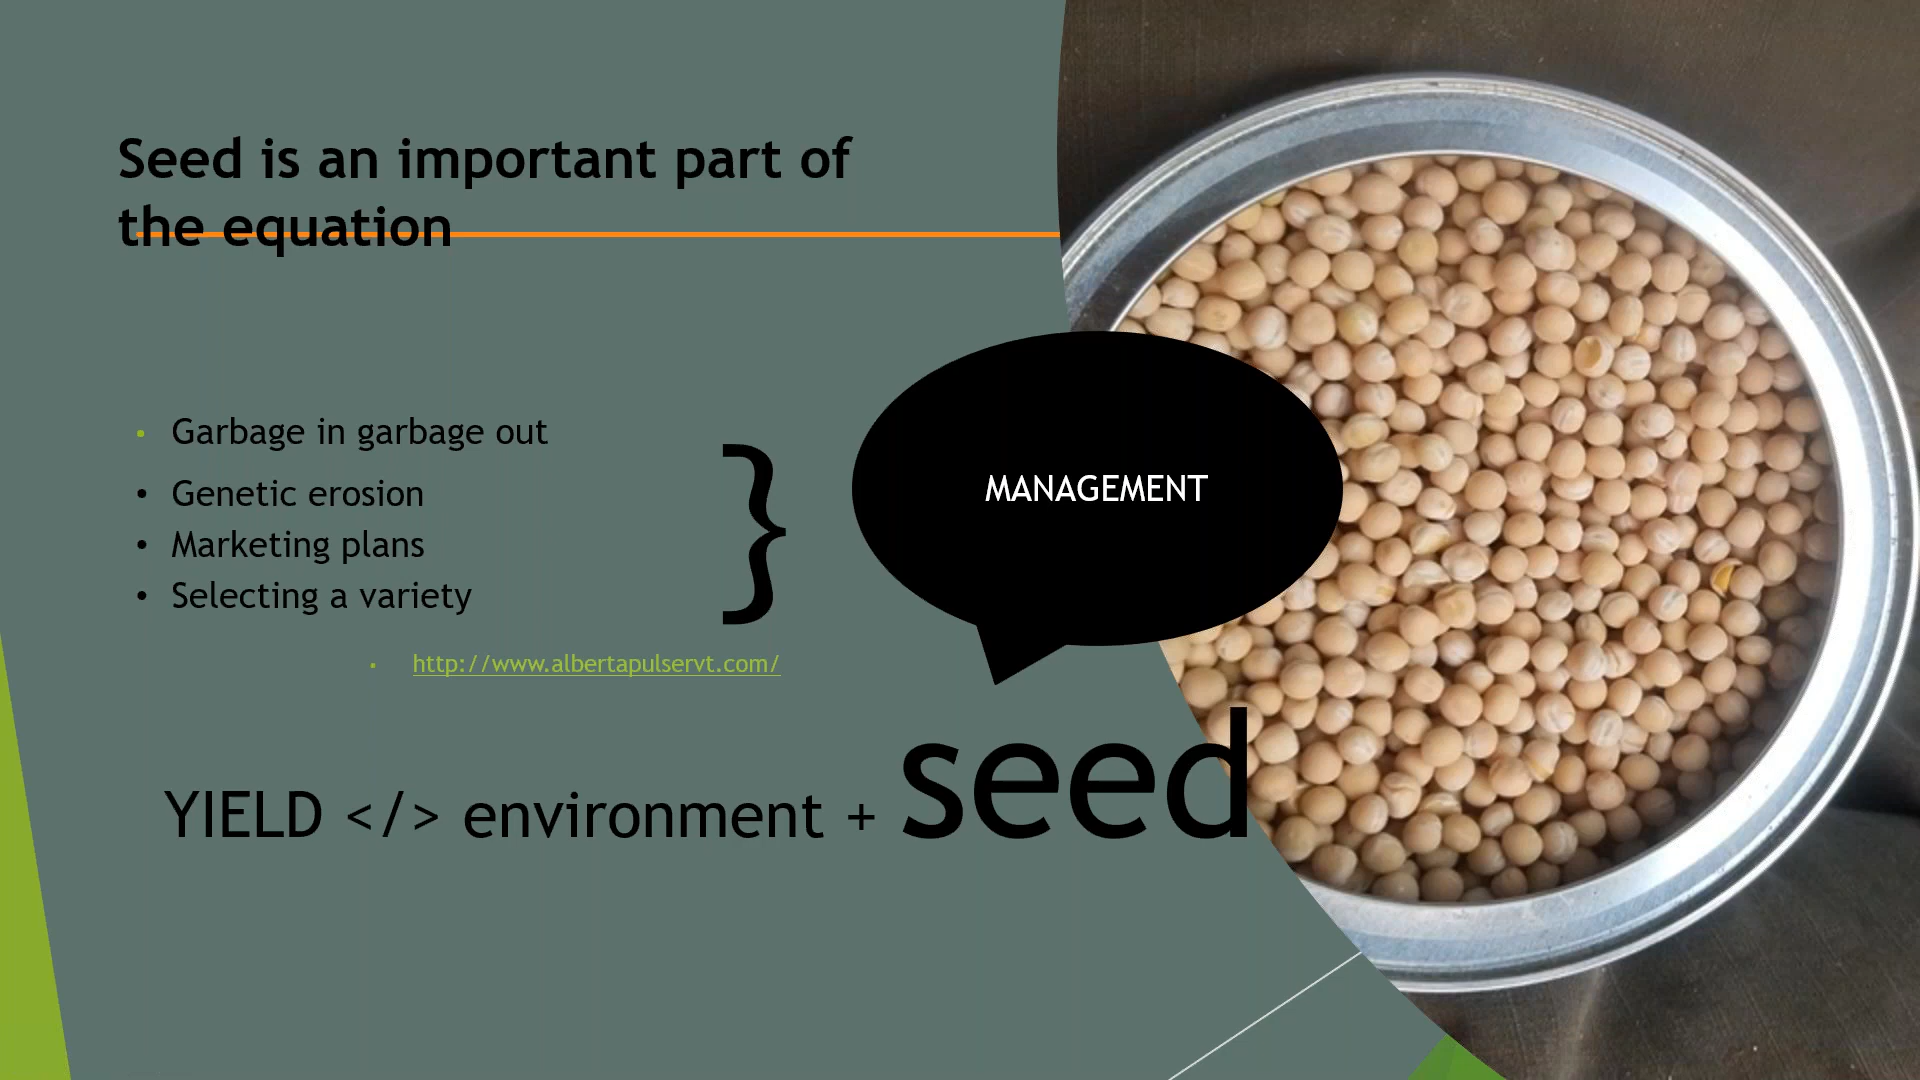 Seed is an important part of
the equation
• Garbage in garbage out
• Genetic erosion
• Marketing plans
• Selecting a variety
}
MANAGEMENT
• http://www.albertapulservt.com/
YIELD </> environment + seed